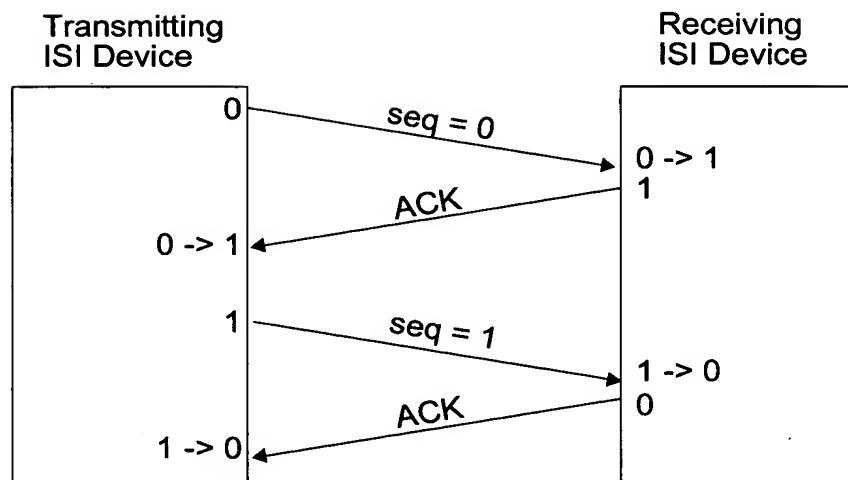 Transmitting
ISI Device
Receiving
ISI Device
0
seq = 0
0 -> 1
1
ACK
0 -> 1
1
seq = 1
1 -> 0
0
ACK
1 -> 0